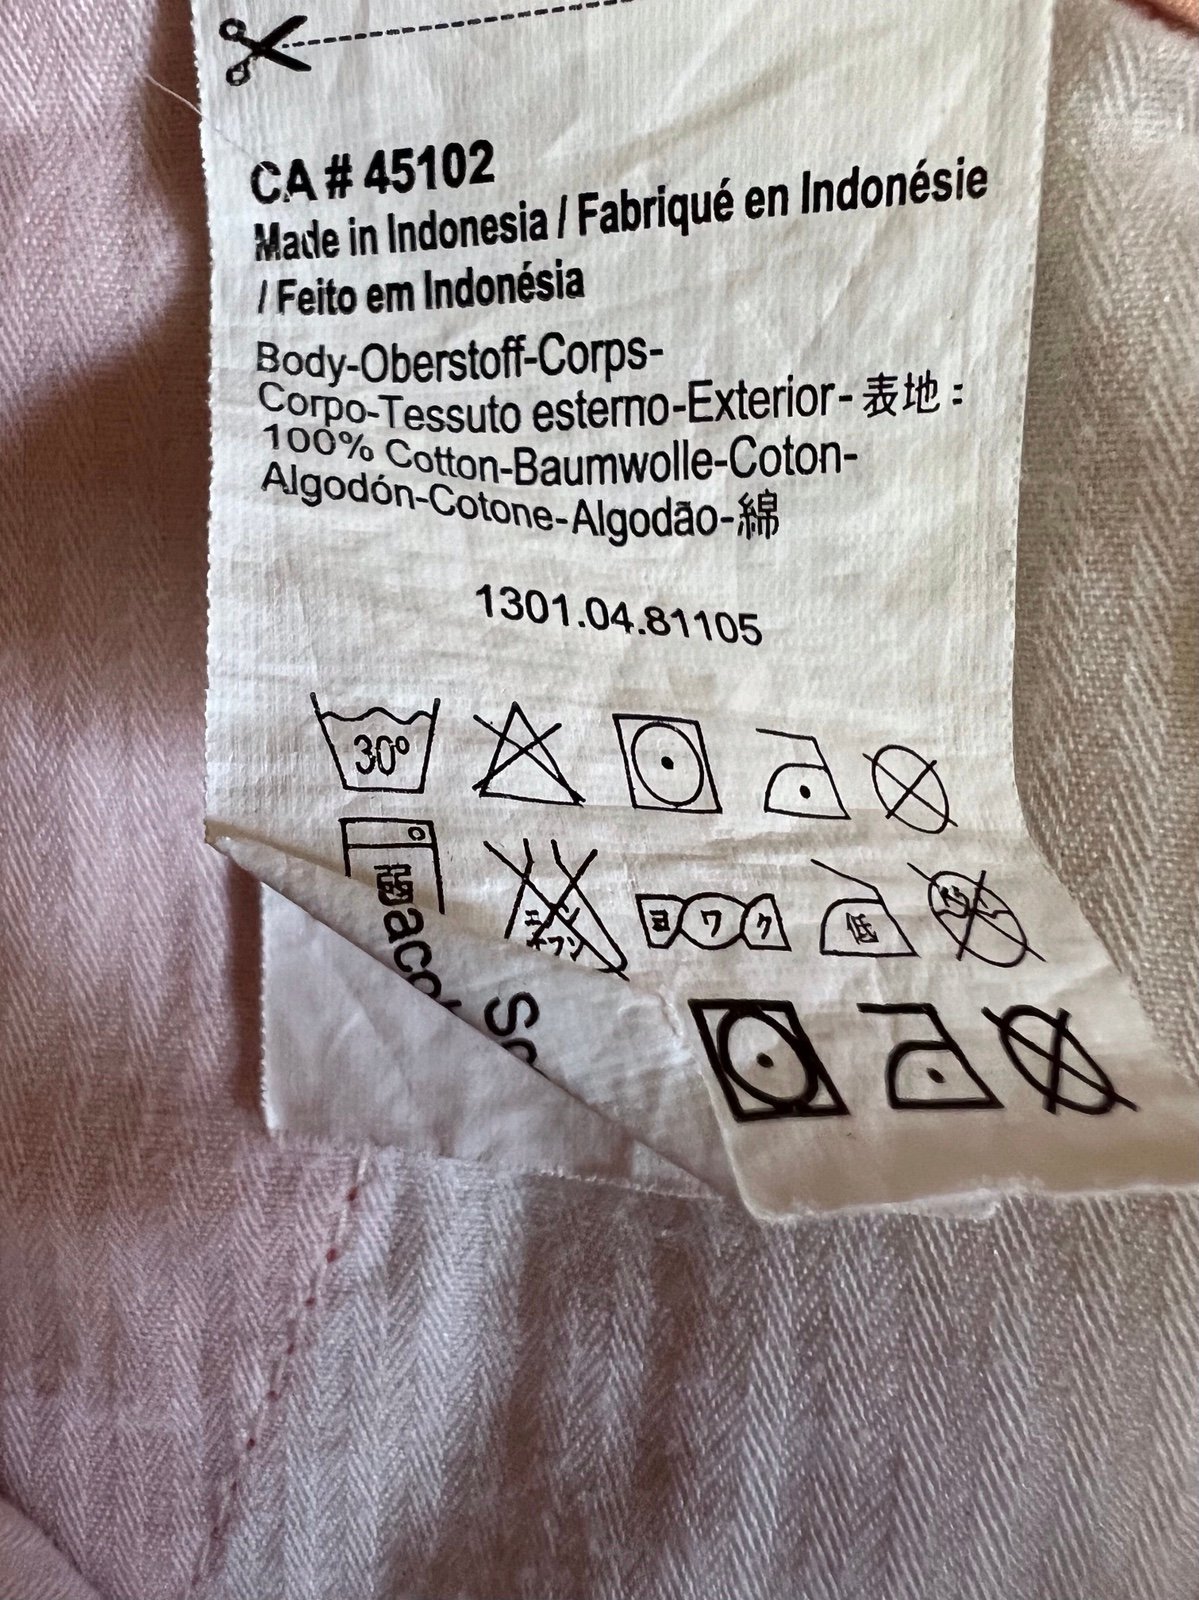 CA # 45102
Made in Indonesia / Fabriqué en Indonésie
/ Feito em Indonésia
Body-Oberstoff-Corps-
Corpo-Tessuto esterno-Exterior-表地：
100% Cotton-Baumwolle-Coton-
Algodón-Cotone-Algodão-綿
1301.04.81105
30º
ヨ ワ ク 低